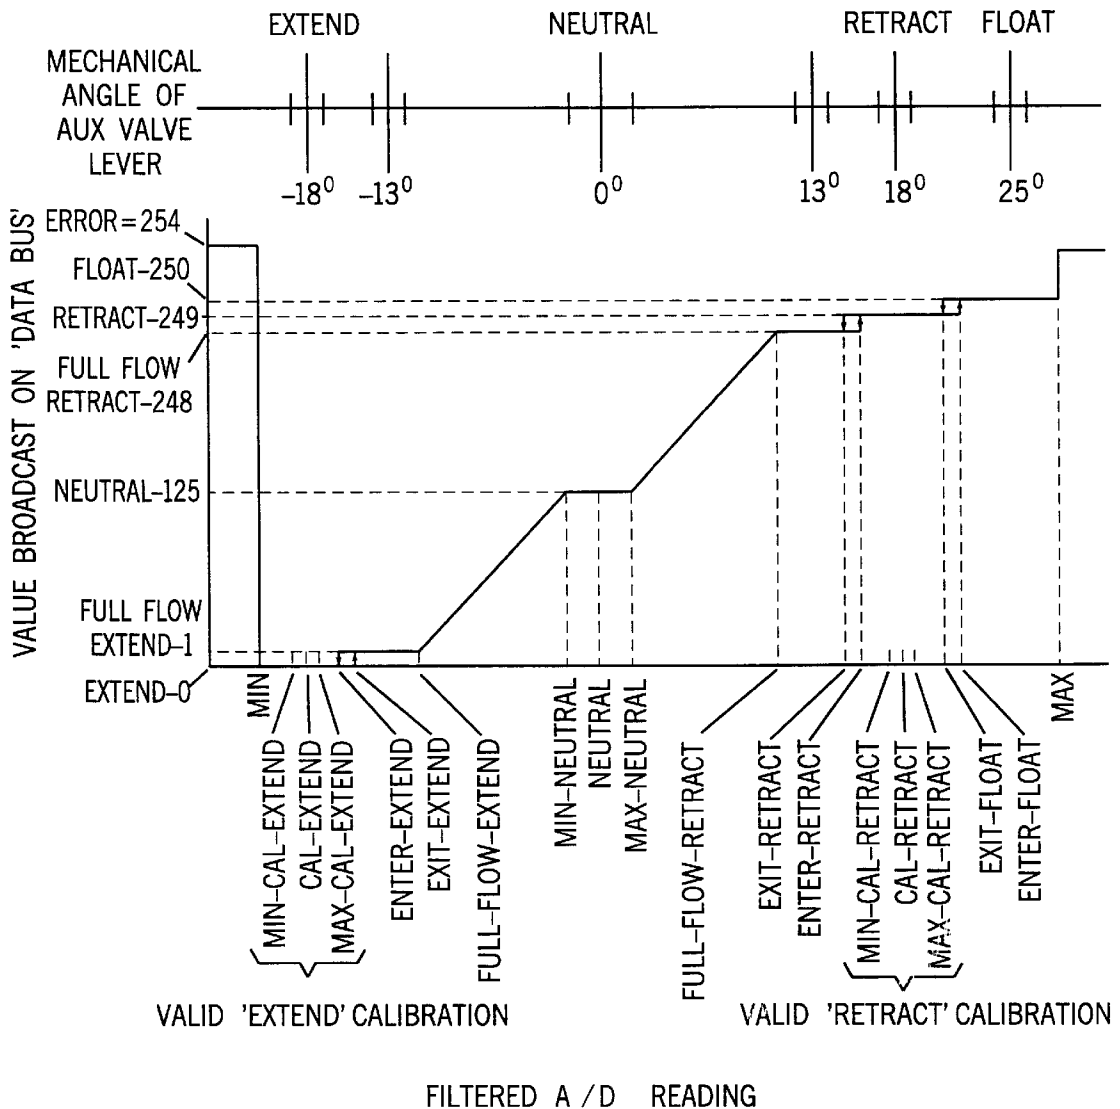 EXTEND NEUTRAL RETRACT FLOAT
MECHANICAL
ANGLE OF
AUX VALVE
LEVER
–18⁰ –13⁰ 0⁰ 13⁰ 18⁰ 25⁰
VALUE BROADCAST ON 'DATA BUS'
ERROR=254
FLOAT–250
RETRACT–249
FULL FLOW
RETRACT–248
NEUTRAL–125
FULL FLOW
EXTEND–1
EXTEND–0
MIN
MIN–CAL–EXTEND
CAL–EXTEND
MAX–CAL–EXTEND
ENTER–EXTEND
EXIT–EXTEND
FULL–FLOW–EXTEND
MIN–NEUTRAL
NEUTRAL
MAX–NEUTRAL
FULL–FLOW–RETRACT
EXIT–RETRACT
ENTER–RETRACT
MIN–CAL–RETRACT
CAL–RETRACT
MAX–CAL–RETRACT
EXIT–FLOAT
ENTER–FLOAT
MAX
VALID 'EXTEND' CALIBRATION
VALID 'RETRACT' CALIBRATION
FILTERED A/D READING